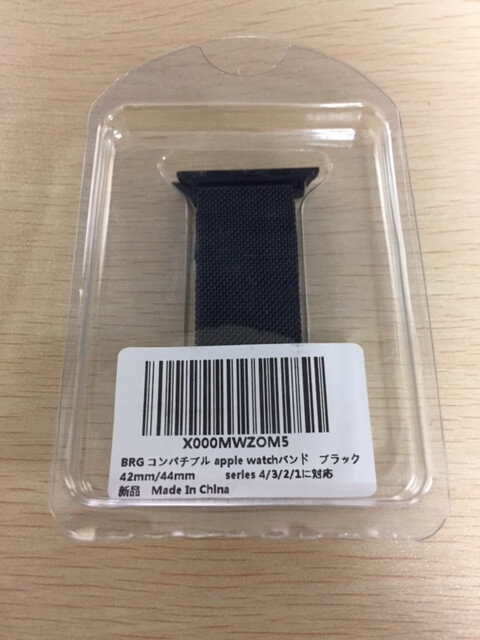 X000MWZOM5
BRG コンパチブル apple watchバンド ブラック
42mm/44mm series 4/3/2/1に対応
新品 Made In China